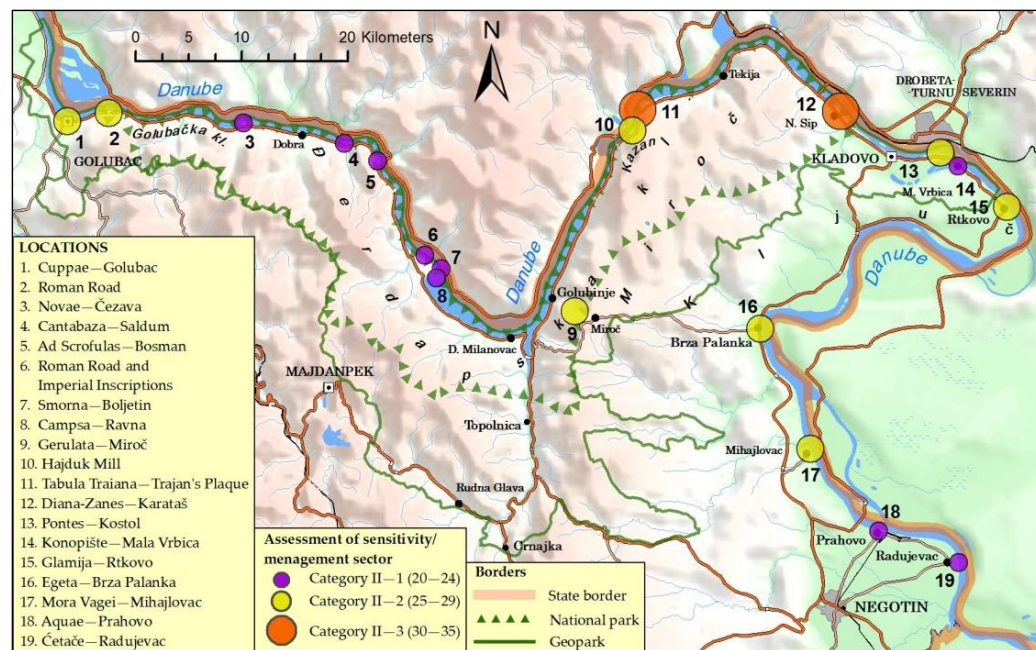 0 10 20 Kilometers
N
Danube
Tekija
DROBETA-
TURNU SEVERIN
1
2
GOLUBAC
Golubačka kl.
3
Dobra
4
5
Đerdapska
6
7
8
Danube
10
11
Kazan
12
N. Sip
KLADOVO
13
14
M. Vrbica
15
Rtkovo
Ključ
Miroč
Danube
Golubinje
9
Miroč
D. Milanovac
16
Brza Palanka
MAJDANPEK
Topolnica
Mihajlovac
17
Rudna Glava
Crnajka
18
Prahovo
Radujevac
19
NEGOTIN
LOCATIONS
1. Cuppae—Golubac
2. Roman Road
3. Novae—Čezava
4. Cantabaza—Saldum
5. Ad Scrofulas—Bosman
6. Roman Road and
Imperial Inscriptions
7. Smorna—Boljetin
8. Campsa—Ravna
9. Gerulata—Miroč
10. Hajduk Mill
11. Tabula Traiana—Trajan's Plaque
12. Diana-Zanes—Karataš
13. Pontes—Kostol
14. Konopište—Mala Vrbica
15. Glamija—Rtkovo
16. Egeta—Brza Palanka
17. Mora Vagei—Mihajlovac
18. Aquae—Prahovo
19. Ćetaće—Radujevac
Assessment of sensitivity/
menagement sector
Category II—1 (20—24)
Category II—2 (25—29)
Category II—3 (30—35)
Borders
State border
National park
Geopark